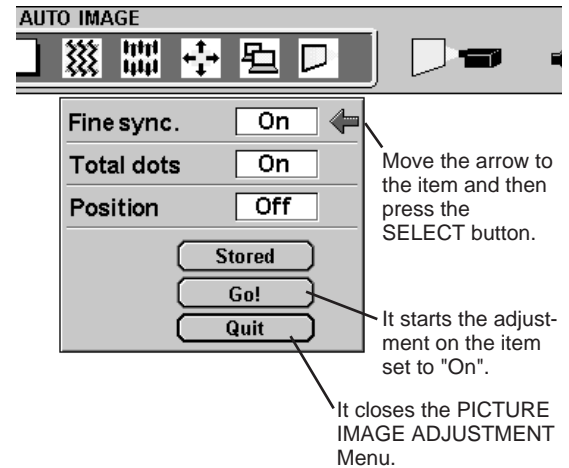 AUTO IMAGE
Fine sync. On
Total dots On
Position Off
Stored
Go!
Quit
Move the arrow to
the item and then
press the
SELECT button.
It starts the adjust-
ment on the item
set to "On".
It closes the PICTURE
IMAGE ADJUSTMENT
Menu.